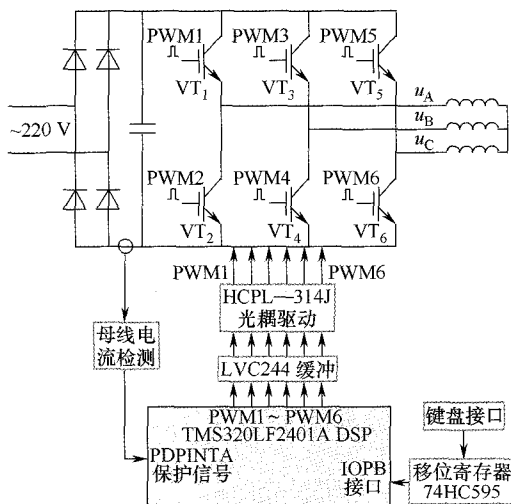 PWM1
PWM3
PWM5
VT1
VT3
VT5
uA
uB
uC
~220 V
PWM2
PWM4
PWM6
VT2
VT4
VT6
PWM1
PWM6
HCPL—314J
光耦驱动
母线电
流检测
LVC244 缓冲
PWM1~PWM6
TMS320LF2401A DSP
PDPINTA
保护信号
IOPB
接口
键盘接口
移位寄存器
74HC595